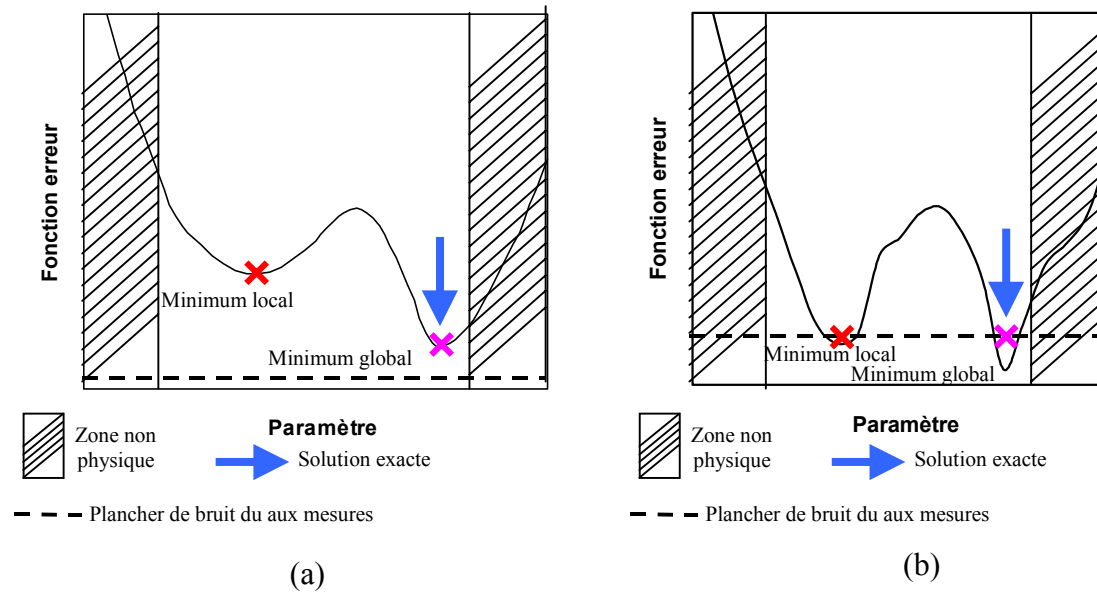 Fonction erreur
Minimum local
Minimum global
Paramètre
Zone non
physique
Solution exacte
Plancher de bruit du aux mesures
(a)
Fonction erreur
Minimum local
Minimum global
Paramètre
Zone non
physique
Solution exacte
Plancher de bruit du aux mesures
(b)